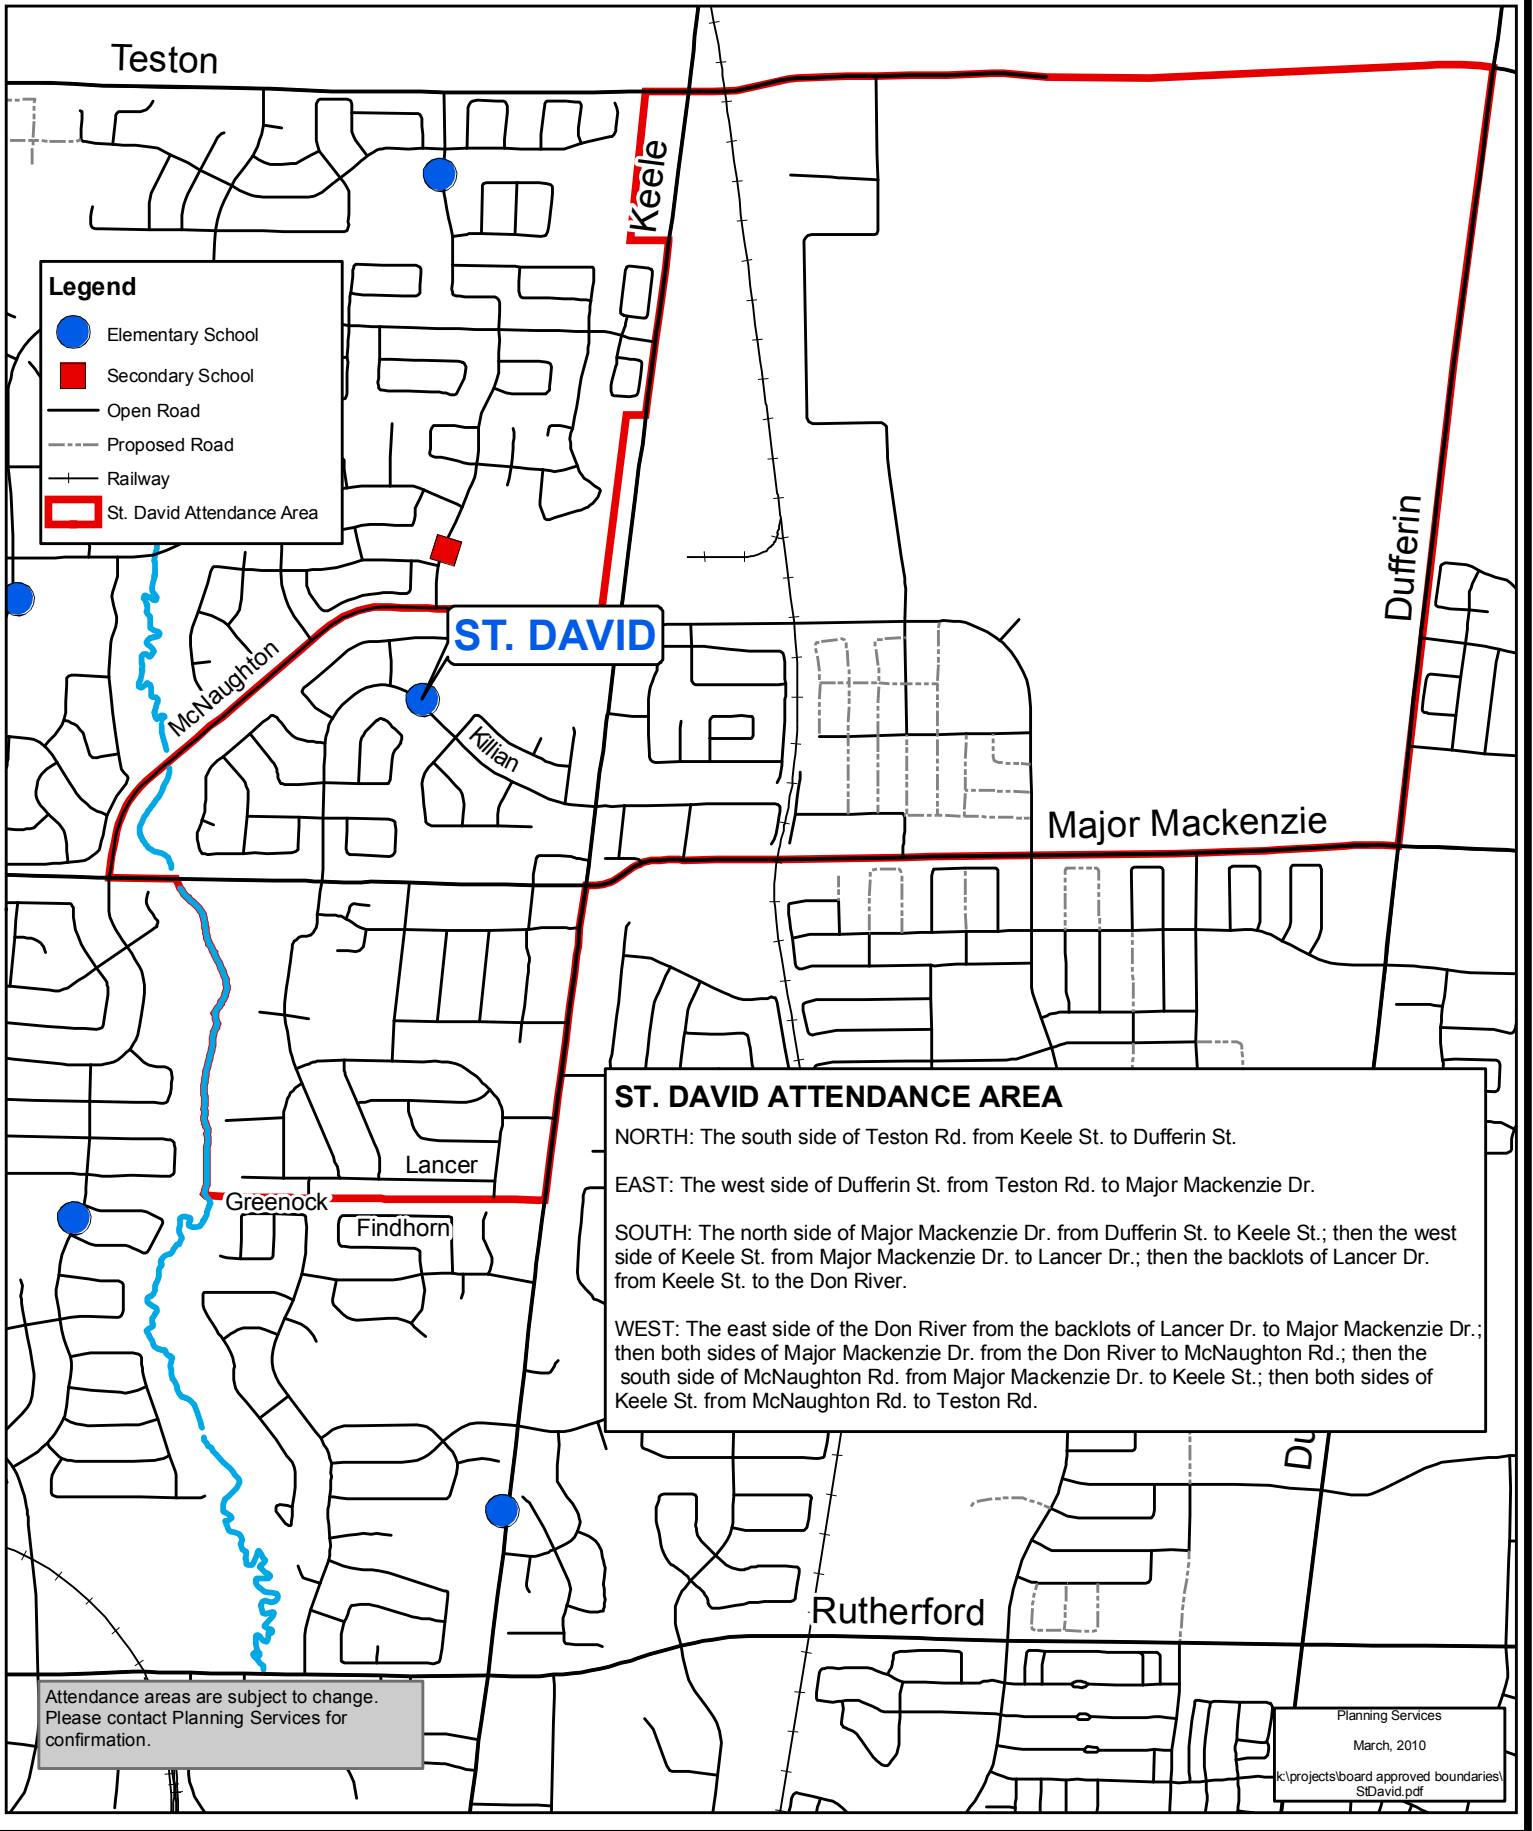 Teston
Keele
Legend
Elementary School
Secondary School
Open Road
Proposed Road
Railway
St. David Attendance Area
Dufferin
ST. DAVID
McNaughton
Killian
Major Mackenzie
Lancer
Greenock
Findhorn
ST. DAVID ATTENDANCE AREA
NORTH: The south side of Teston Rd. from Keele St. to Dufferin St.
EAST: The west side of Dufferin St. from Teston Rd. to Major Mackenzie Dr.
SOUTH: The north side of Major Mackenzie Dr. from Dufferin St. to Keele St.; then the west
side of Keele St. from Major Mackenzie Dr. to Lancer Dr.; then the backlots of Lancer Dr.
from Keele St. to the Don River.
WEST: The east side of the Don River from the backlots of Lancer Dr. to Major Mackenzie Dr.;
then both sides of Major Mackenzie Dr. from the Don River to McNaughton Rd.; then the
south side of McNaughton Rd. from Major Mackenzie Dr. to Keele St.; then both sides of
Keele St. from McNaughton Rd. to Teston Rd.
Du
Rutherford
Attendance areas are subject to change.
Please contact Planning Services for
confirmation.
Planning Services
March, 2010
k:\projects\board approved boundaries\
StDavid.pdf